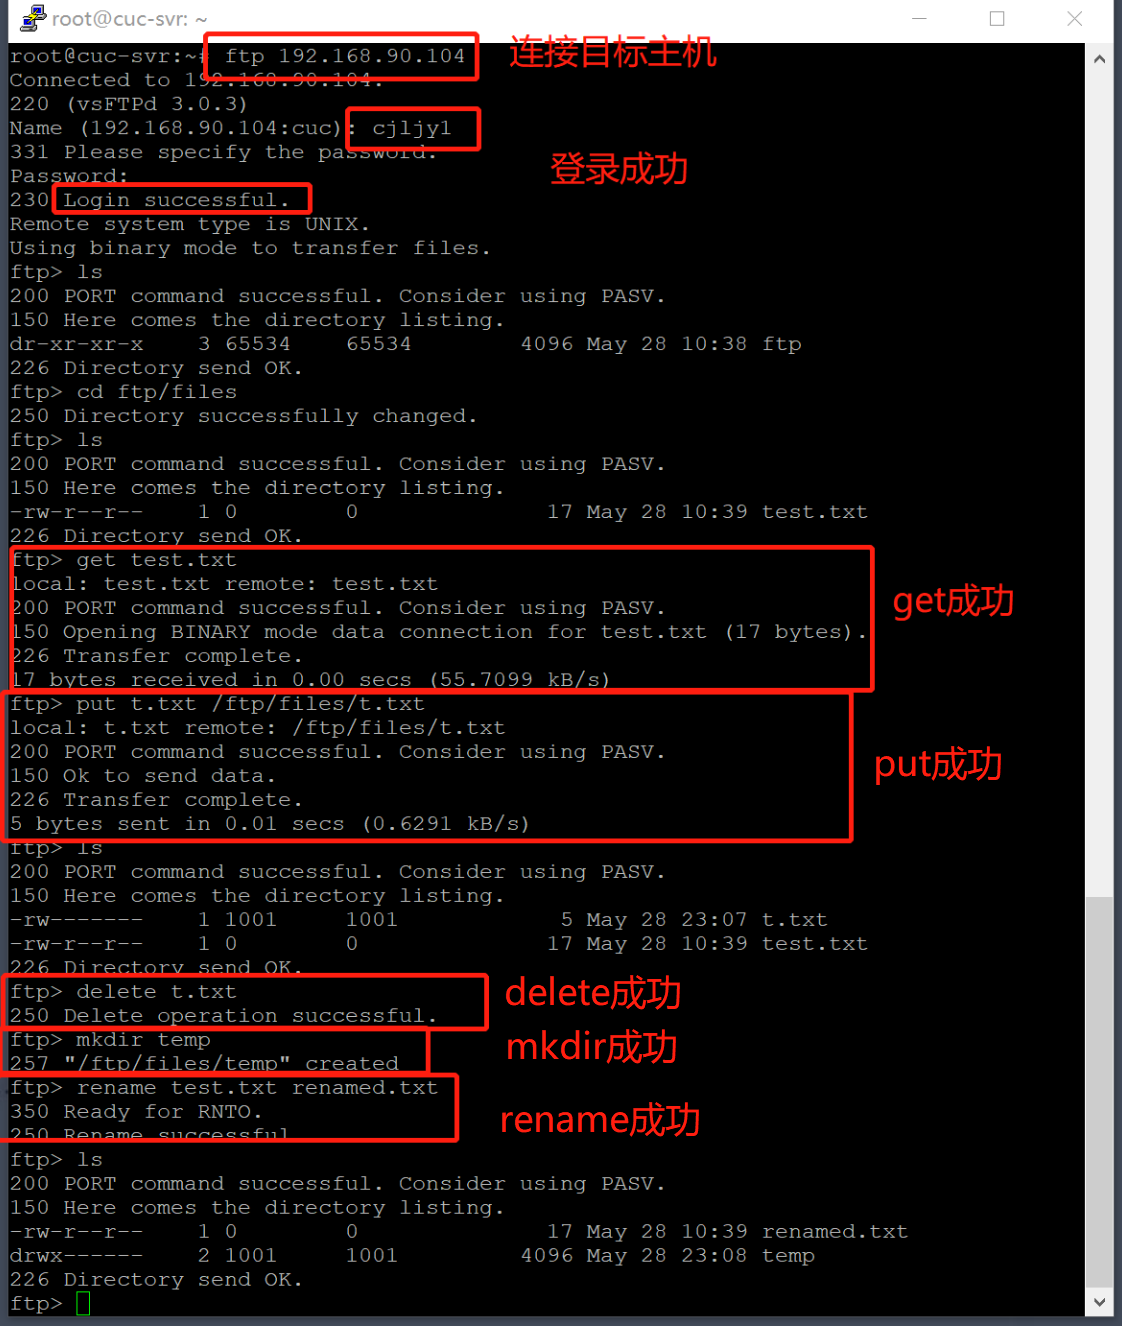 root@cuc-svr: ~
root@cuc-svr:~# ftp 192.168.90.104
连接目标主机
Connected to 192.168.90.104.
220 (vsFTPd 3.0.3)
Name (192.168.90.104:cuc): cjljy1
331 Please specify the password.
登录成功
Password:
230 Login successful.
Remote system type is UNIX.
Using binary mode to transfer files.
ftp> ls
200 PORT command successful. Consider using PASV.
150 Here comes the directory listing.
dr-xr-xr-x    3 65534    65534        4096 May 28 10:38 ftp
226 Directory send OK.
ftp> cd ftp/files
250 Directory successfully changed.
ftp> ls
200 PORT command successful. Consider using PASV.
150 Here comes the directory listing.
-rw-r--r--    1 0        0              17 May 28 10:39 test.txt
226 Directory send OK.
ftp> get test.txt
local: test.txt remote: test.txt
get成功
200 PORT command successful. Consider using PASV.
150 Opening BINARY mode data connection for test.txt (17 bytes).
226 Transfer complete.
17 bytes received in 0.00 secs (55.7099 kB/s)
ftp> put t.txt /ftp/files/t.txt
local: t.txt remote: /ftp/files/t.txt
200 PORT command successful. Consider using PASV.
put成功
150 Ok to send data.
226 Transfer complete.
5 bytes sent in 0.01 secs (0.6291 kB/s)
ftp> ls
200 PORT command successful. Consider using PASV.
150 Here comes the directory listing.
-rw-------    1 1001     1001            5 May 28 23:07 t.txt
-rw-r--r--    1 0        0              17 May 28 10:39 test.txt
226 Directory send OK.
ftp> delete t.txt
delete成功
250 Delete operation successful.
ftp> mkdir temp
mkdir成功
257 "/ftp/files/temp" created
ftp> rename test.txt renamed.txt
350 Ready for RNTO.
rename成功
250 Rename successful.
ftp> ls
200 PORT command successful. Consider using PASV.
150 Here comes the directory listing.
-rw-r--r--    1 0        0              17 May 28 10:39 renamed.txt
drwx------    2 1001     1001         4096 May 28 23:08 temp
226 Directory send OK.
ftp>